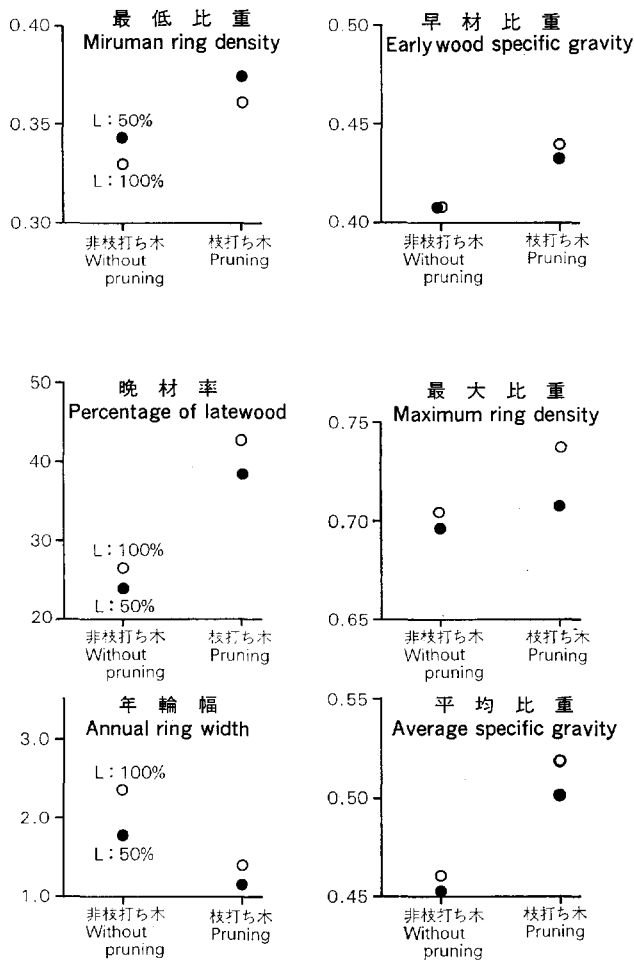 最低比重
Miruman ring density
0.40
0.35
0.30
L：50%
L：100%
非枝打ち木
Without
pruning
枝打ち木
Pruning
早材比重
Early wood specific gravity
0.50
0.45
0.40
非枝打ち木
Without
pruning
枝打ち木
Pruning
晩材率
Percentage of latewood
50
40
30
20
L：100%
L：50%
非枝打ち木
Without
pruning
枝打ち木
Pruning
最大比重
Maximum ring density
0.75
0.70
0.65
非枝打ち木
Without
pruning
枝打ち木
Pruning
年輪幅
Annual ring width
3.0
2.0
1.0
L：100%
L：50%
非枝打ち木
Without
pruning
枝打ち木
Pruning
平均比重
Average specific gravity
0.55
0.50
0.45
非枝打ち木
Without
pruning
枝打ち木
Pruning